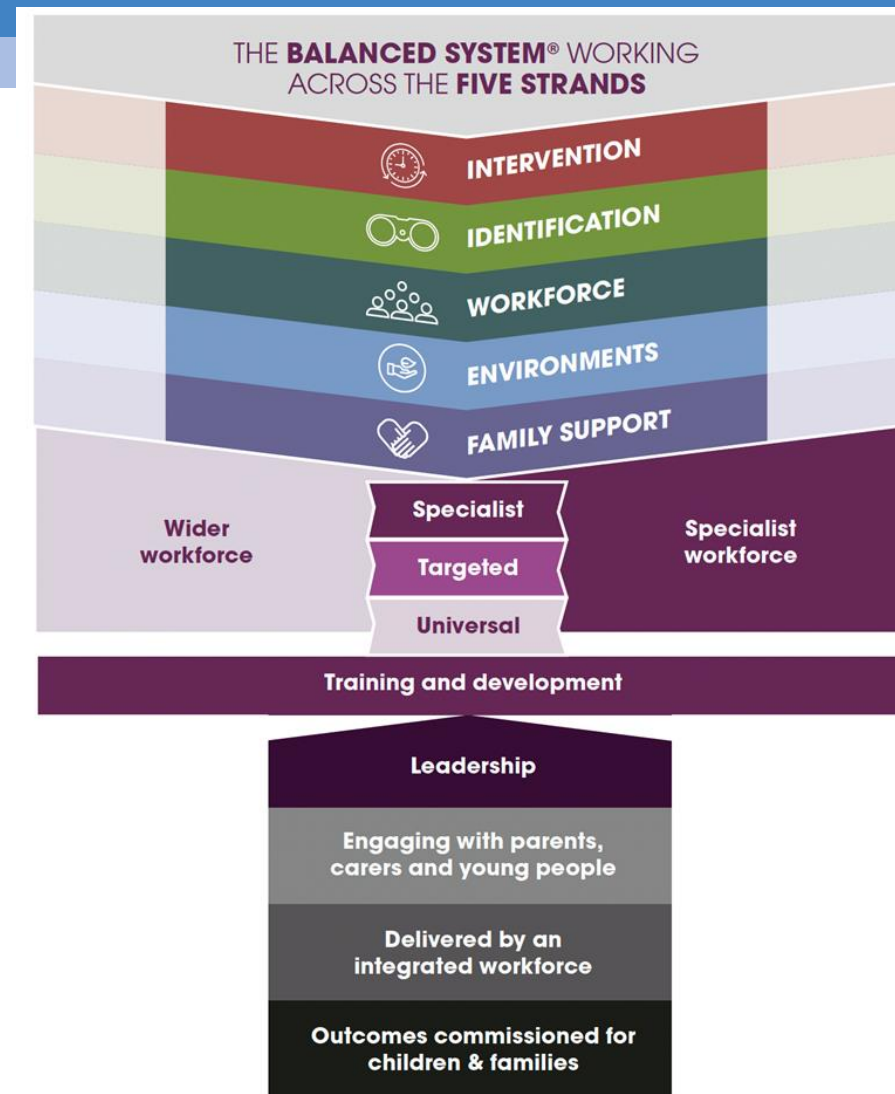 THE BALANCED SYSTEM® WORKING
ACROSS THE FIVE STRANDS
INTERVENTION
IDENTIFICATION
WORKFORCE
ENVIRONMENTS
FAMILY SUPPORT
Wider
workforce
Specialist
Targeted
Universal
Specialist
workforce
Training and development
Leadership
Engaging with parents,
carers and young people
Delivered by an
integrated workforce
Outcomes commissioned for
children & families